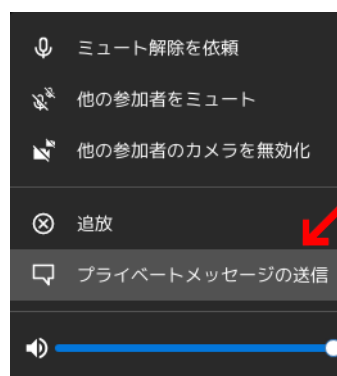 ミュート解除を依頼
他の参加者をミュート
他の参加者のカメラを無効化
追放
プライベートメッセージの送信